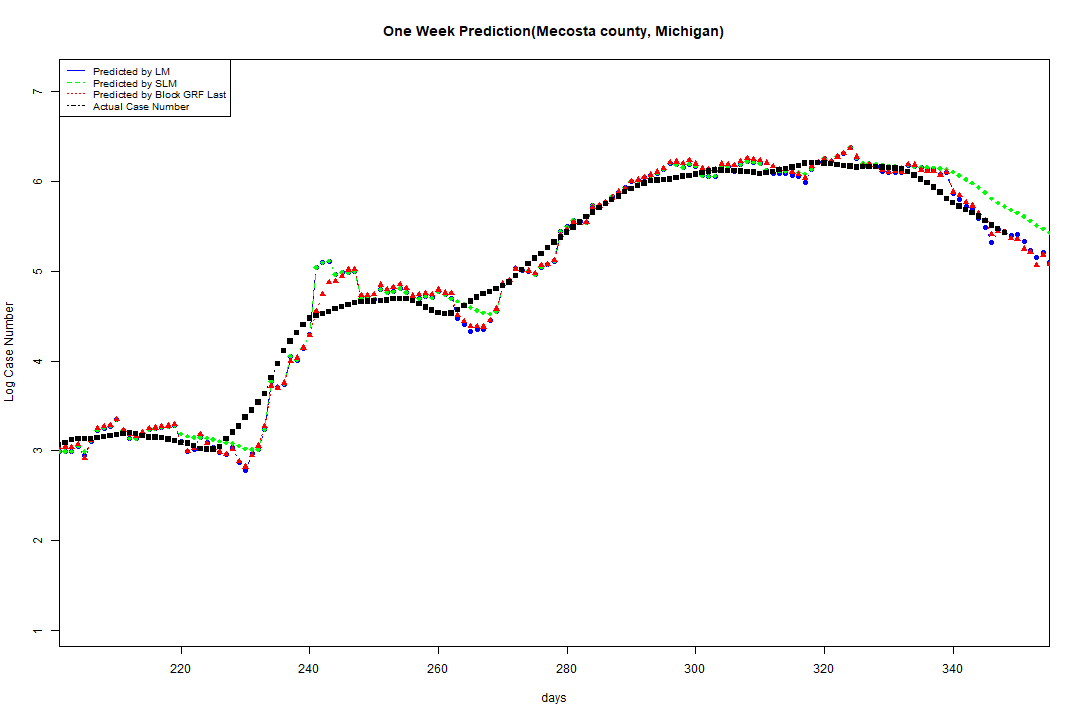 One Week Prediction(Mecosta county, Michigan)
Predicted by LM
Predicted by SLM
Predicted by Block GRF Last
Actual Case Number
7
6
5
4
3
2
1
Log Case Number
220 240 260 280 300 320 340
days